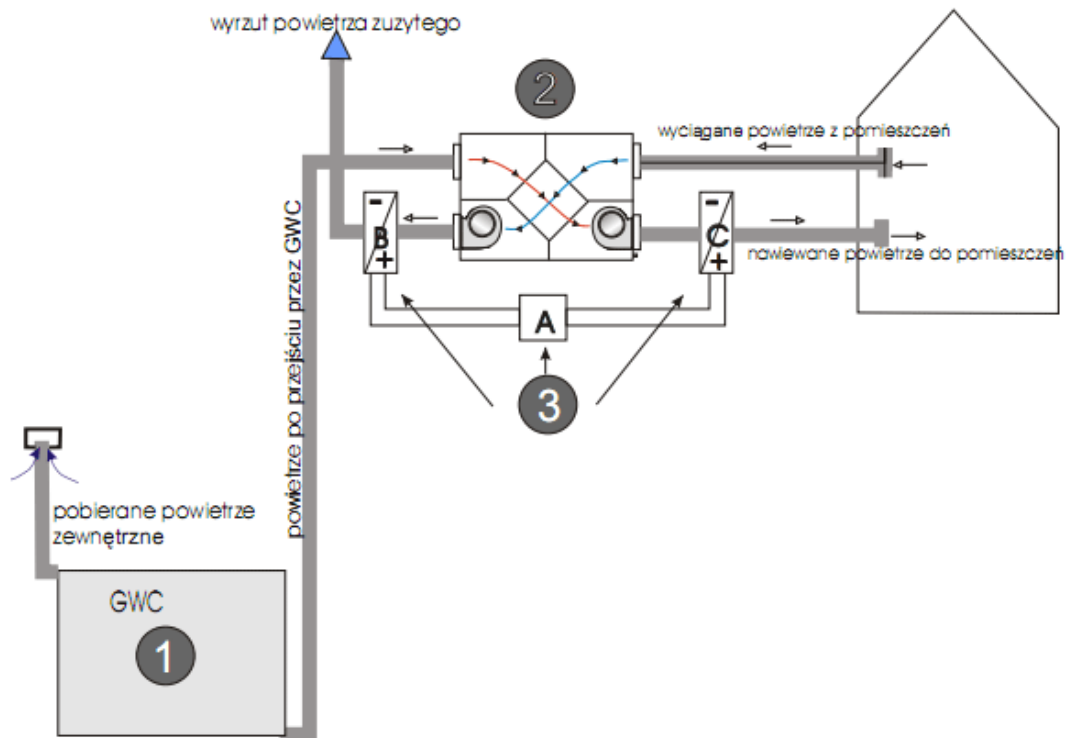 wyrzut powietrza zuzytego
2
wyciągane powietrze z pomieszczeń
-
B
+
-
C
+
nawiewane powietrze do pomieszczeń
A
3
powietrze po przejściu przez GWC
pobierane powietrze
zewnętrzne
GWC
1